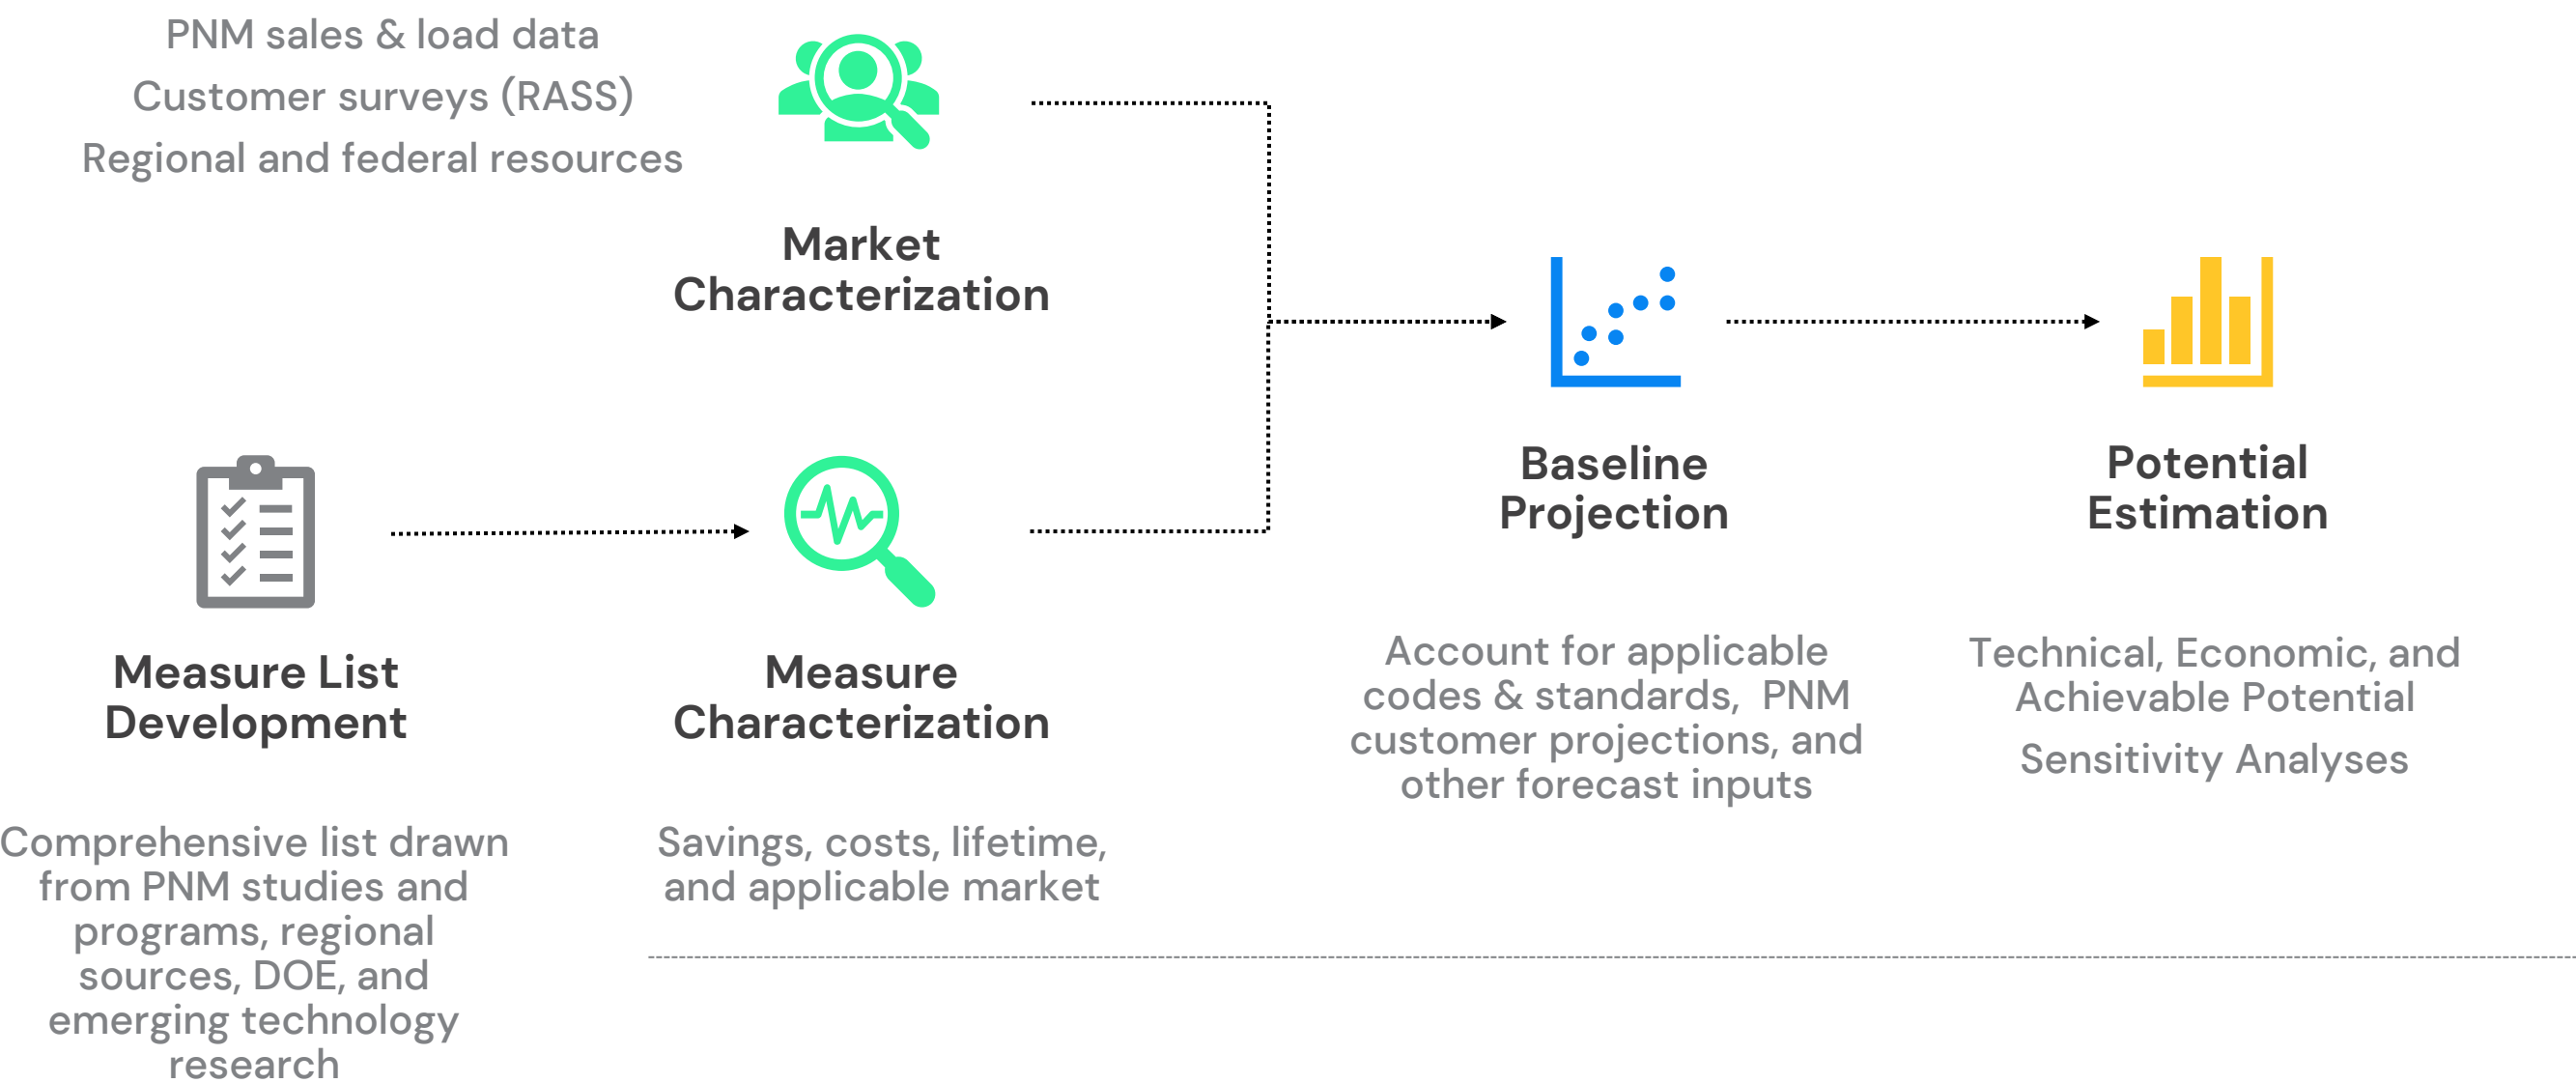 PNM sales & load data
Customer surveys (RASS)
Regional and federal resources
Market
Characterization
Measure List
Development
Comprehensive list drawn
from PNM studies and
programs, regional
sources, DOE, and
emerging technology
research
Measure
Characterization
Savings, costs, lifetime,
and applicable market
Baseline
Projection
Account for applicable
codes & standards,  PNM
customer projections, and
other forecast inputs
Potential
Estimation
Technical, Economic, and
Achievable Potential
Sensitivity Analyses